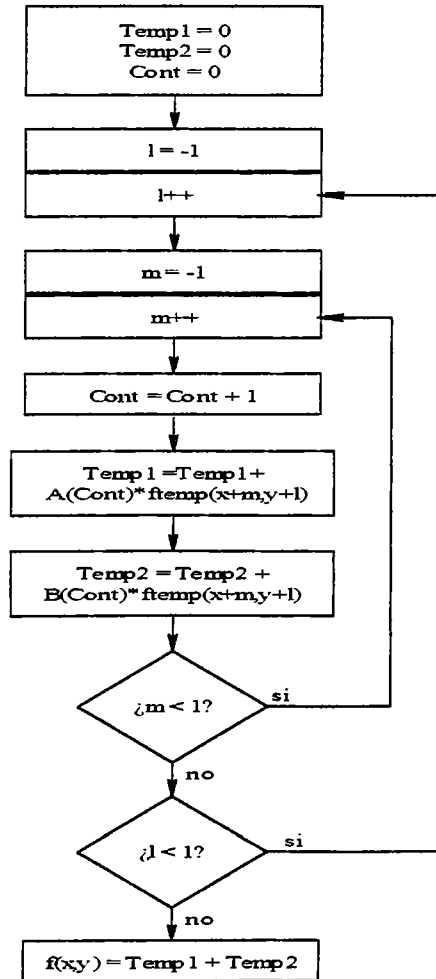 Temp1 = 0
Temp2 = 0
Cont = 0
l = -1
l++
m = -1
m++
Cont = Cont + 1
Temp1 =Temp1+
A(Cont)*ftemp(x+m,y+l)
Temp2 = Temp2 +
B(Cont)*ftemp(x+m,y+l)
¿m < 1?
si
no
¿l < 1?
si
no
f(x,y) = Temp1 + Temp2